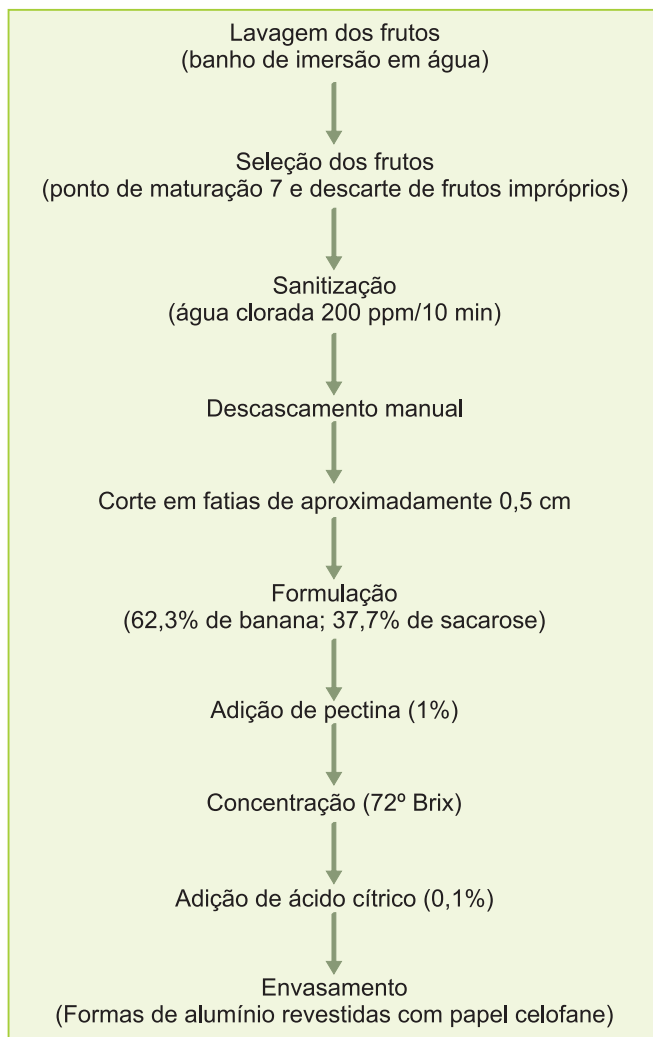 Lavagem dos frutos
(banho de imersão em água)
Seleção dos frutos
(ponto de maturação 7 e descarte de frutos impróprios)
Sanitização
(água clorada 200 ppm/10 min)
Descascamento manual
Corte em fatias de aproximadamente 0,5 cm
Formulação
(62,3% de banana; 37,7% de sacarose)
Adição de pectina (1%)
Concentração (72º Brix)
Adição de ácido cítrico (0,1%)
Envasamento
(Formas de alumínio revestidas com papel celofane)